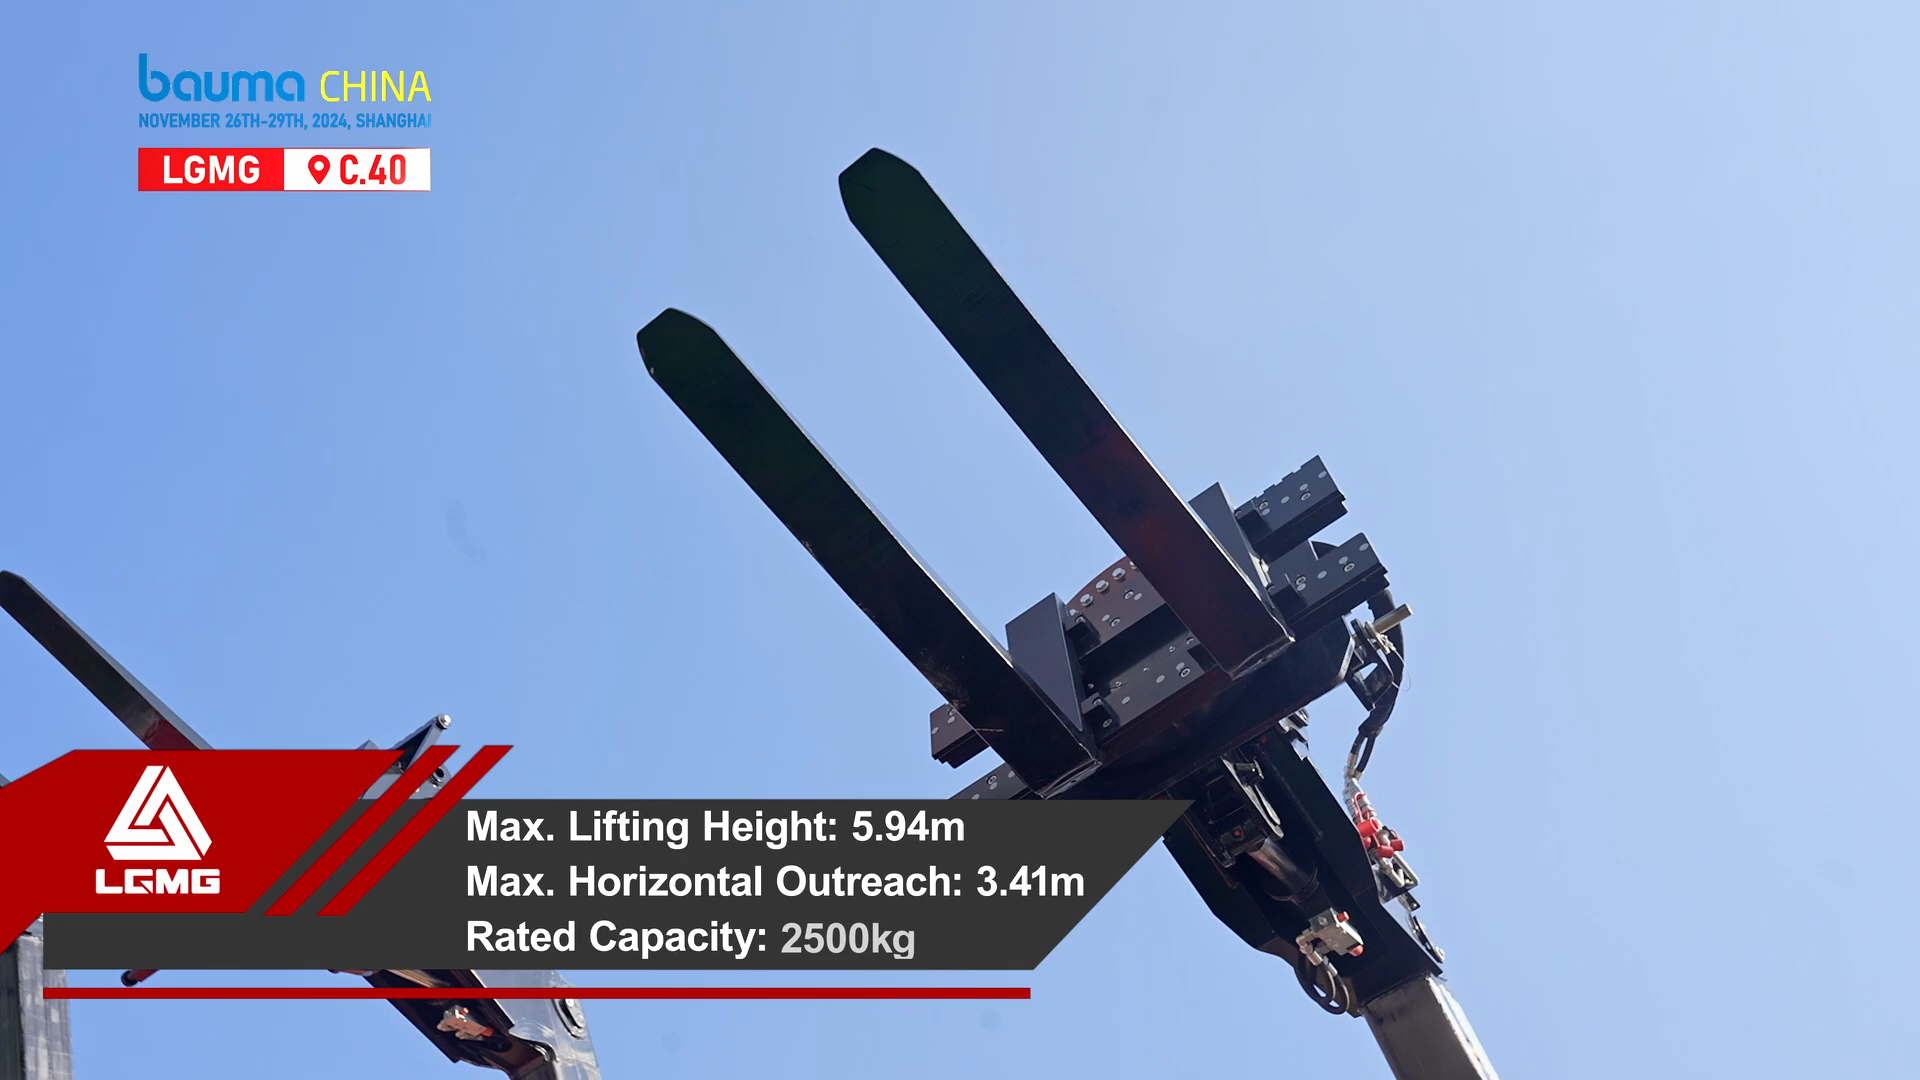 bauma CHINA
NOVEMBER 26TH-29TH, 2024, SHANGHAI
LGMG C.40
LGMG
Max. Lifting Height: 5.94m
Max. Horizontal Outreach: 3.41m
Rated Capacity: 2500kg